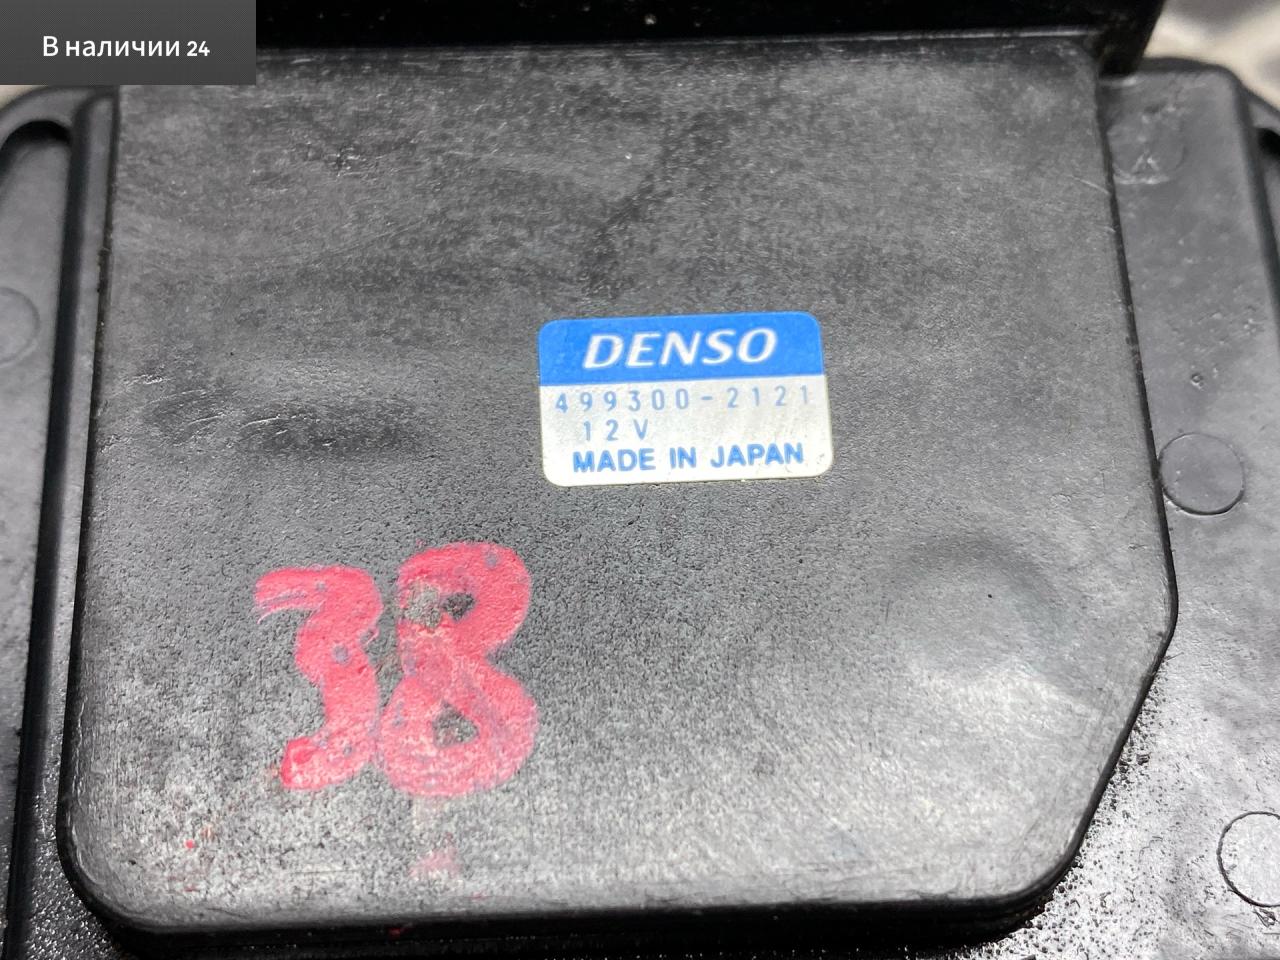 В наличии 24
DENSO
499300-2121
12V
MADE IN JAPAN
38